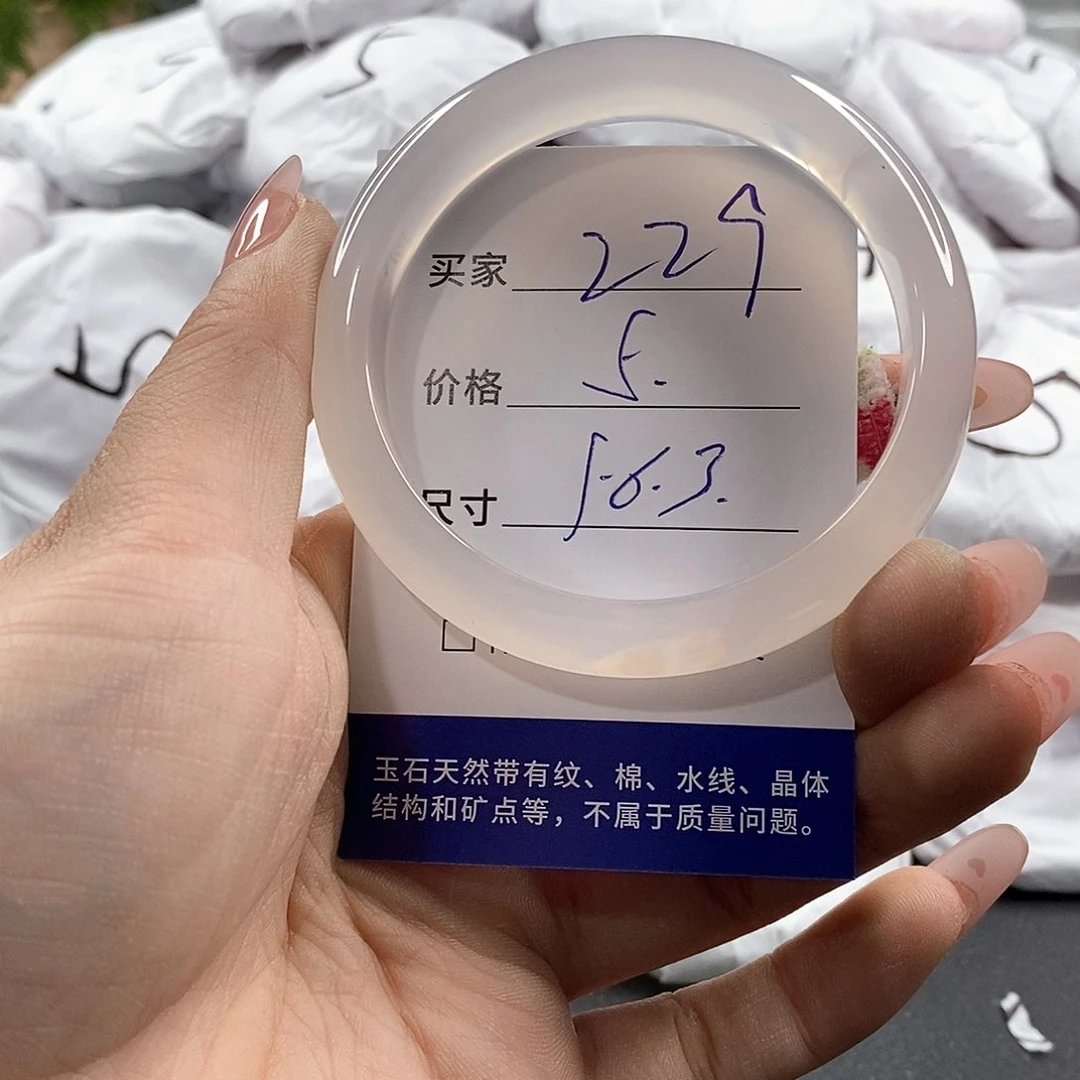 买家 229
价格 5.
尺寸 56.3.
玉石天然带有纹、棉、水线、晶体
结构和矿点等，不属于质量问题。